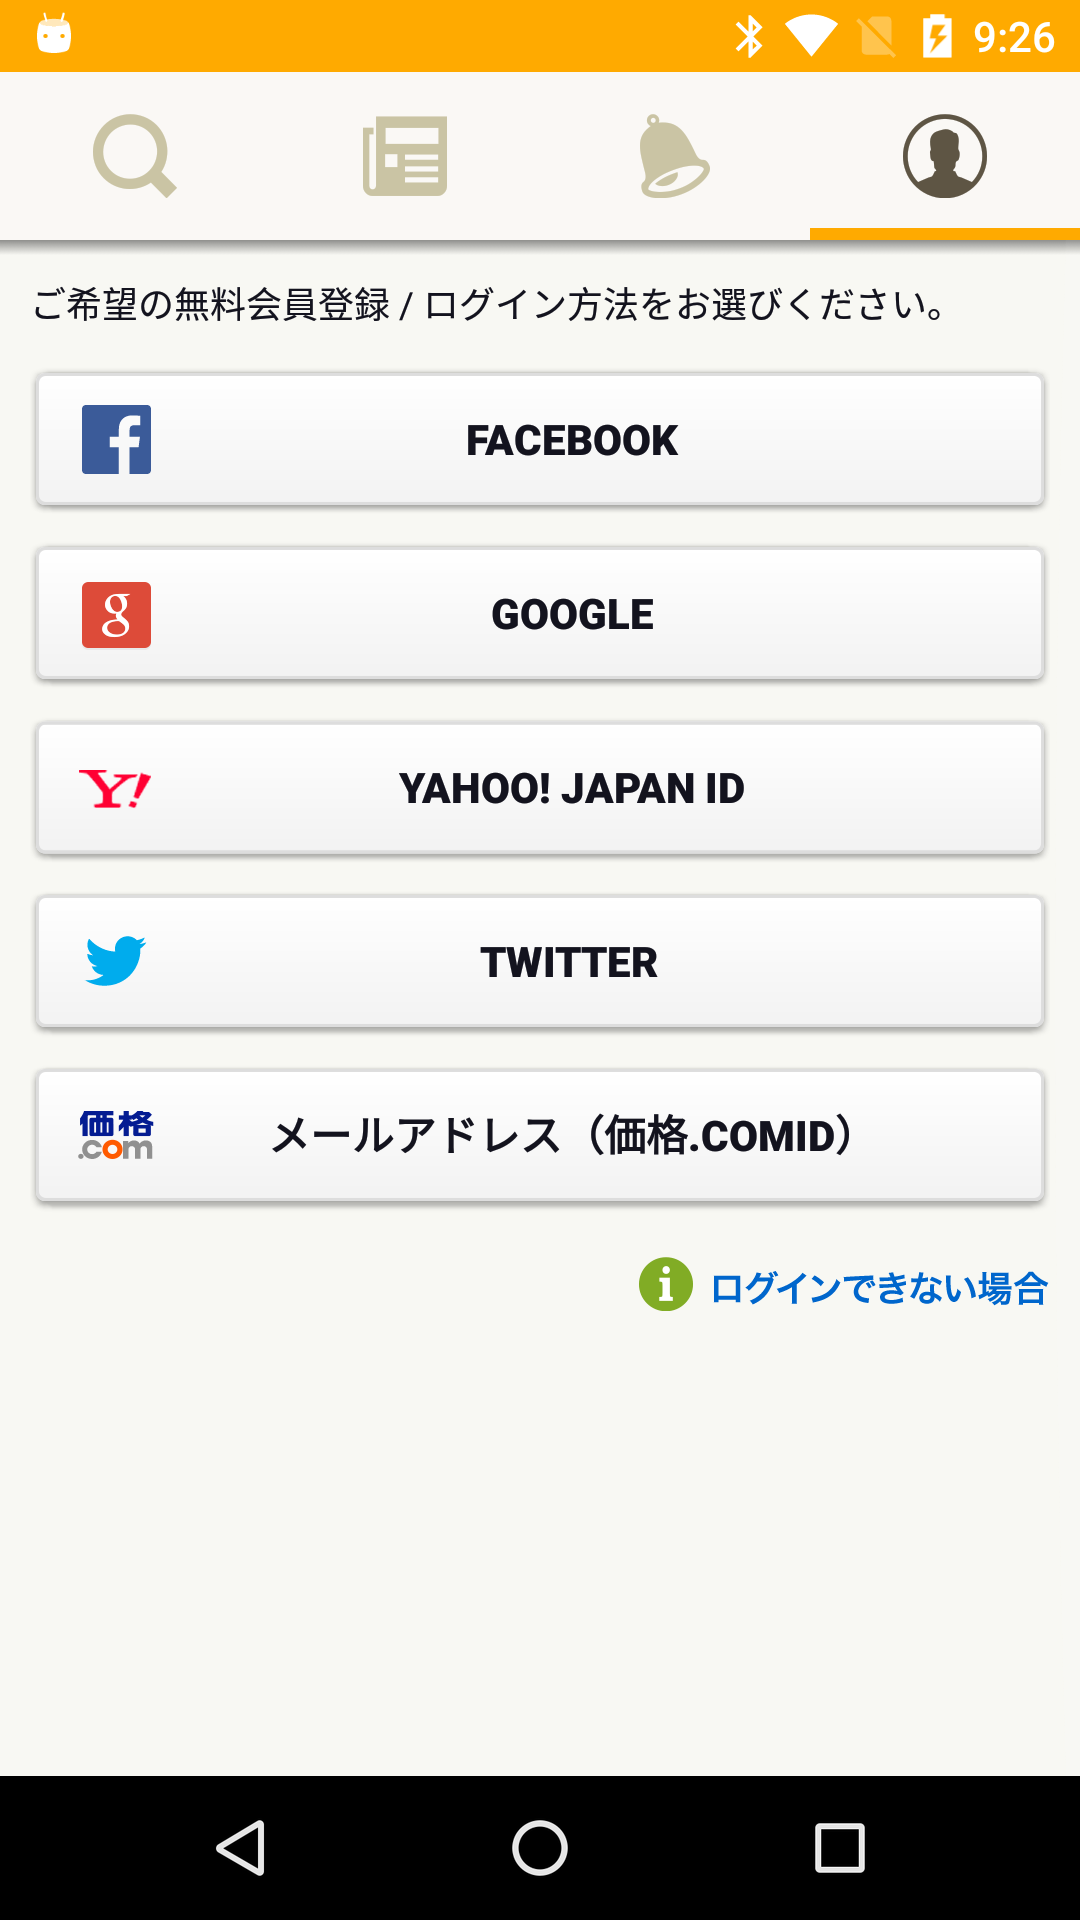 9:26
ご希望の無料会員登録 / ログイン方法をお選びください。
FACEBOOK
GOOGLE
YAHOO! JAPAN ID
TWITTER
価格.com
メールアドレス（価格.COMID）
ログインできない場合